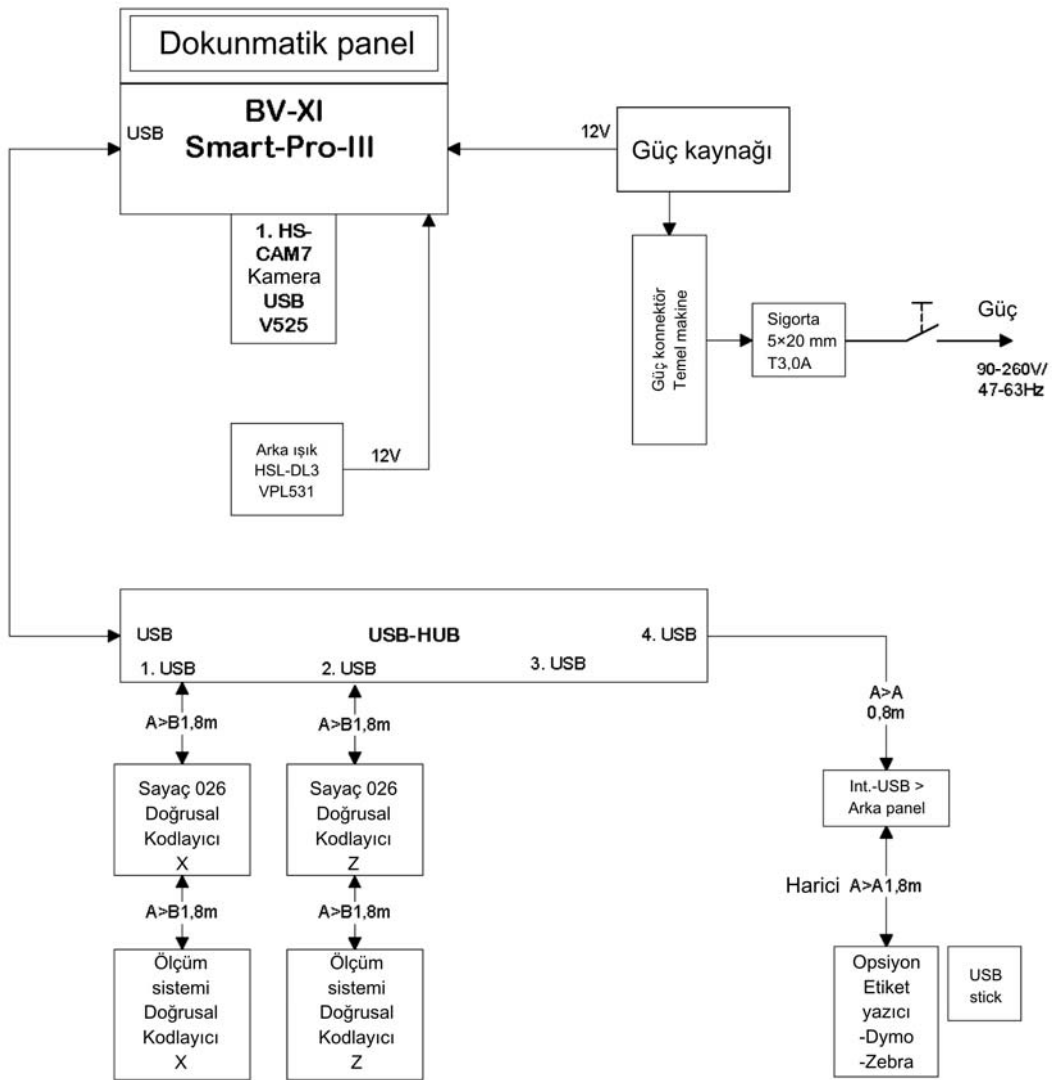 Dokunmatik panel
BV-XI
Smart-Pro-III
USB
12V
Güç kaynağı
1. HS-
CAM7
Kamera
USB
V525
Güç konnektör
Temel makine
Sigorta
5×20 mm
T3,0A
Güç
90-260V/
47-63Hz
Arka ışık
HSL-DL3
VPL531
12V
USB
USB-HUB
4. USB
1. USB
2. USB
3. USB
A>B1,8m
A>B1,8m
A>A
0,8m
Sayaç 026
Doğrusal
Kodlayıcı
X
Sayaç 026
Doğrusal
Kodlayıcı
Z
Int.-USB >
Arka panel
A>B1,8m
A>B1,8m
Harici A>A1,8m
Ölçüm
sistemi
Doğrusal
Kodlayıcı
X
Ölçüm
sistemi
Doğrusal
Kodlayıcı
Z
Opsiyon
Etiket
yazıcı
-Dymo
-Zebra
USB
stick